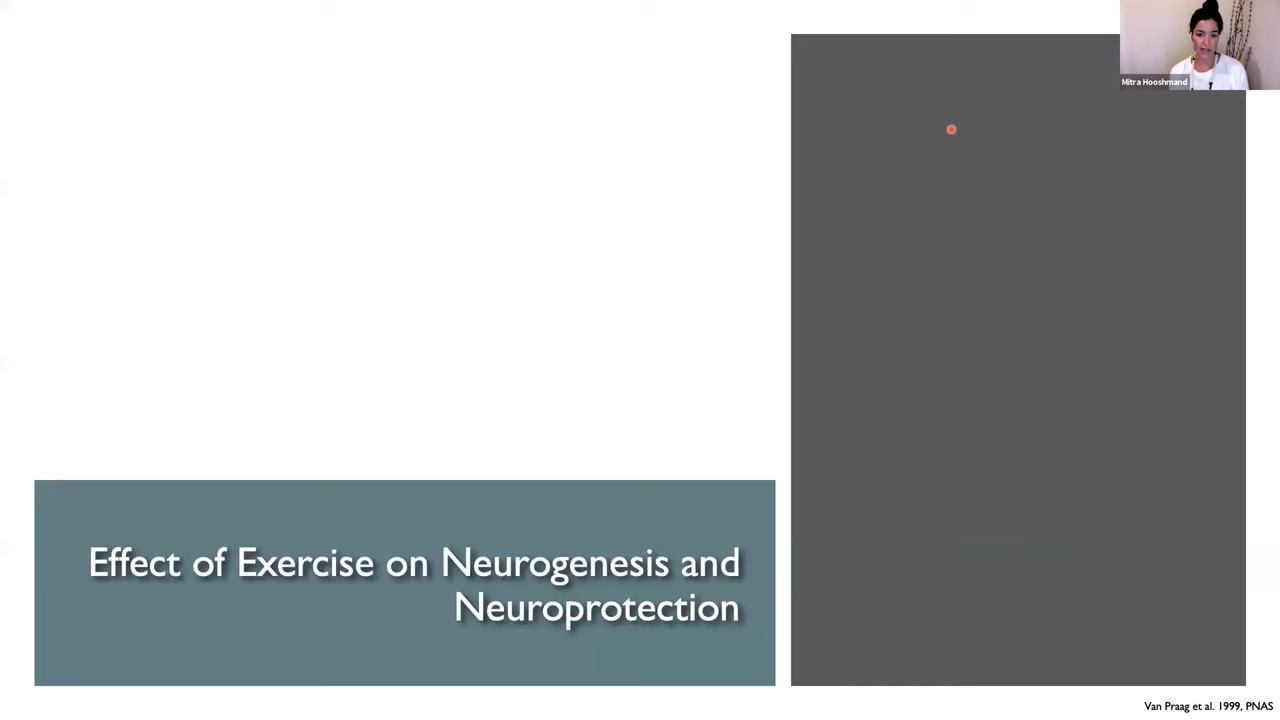 Mitra Hooshmand
Effect of Exercise on Neurogenesis and
Neuroprotection
Van Praag et al. 1999, PNAS